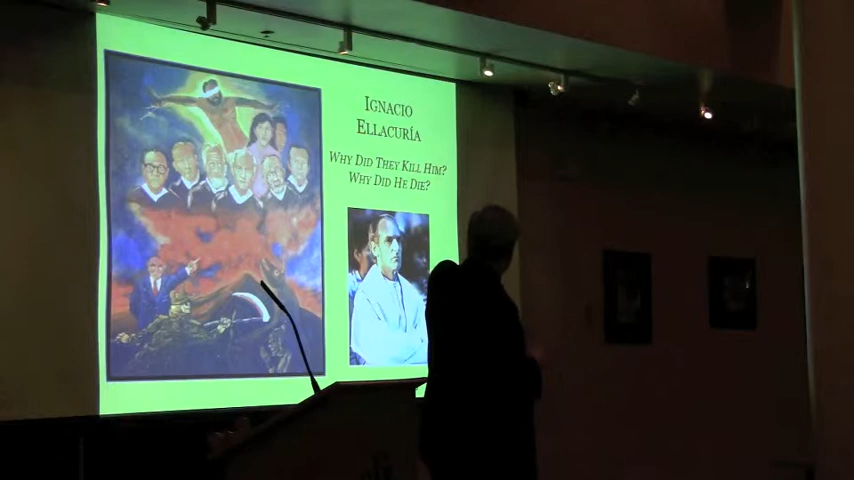 IGNACIO
ELLACURÍA
WHY DID THEY KILL HIM?
WHY DID HE DIE?